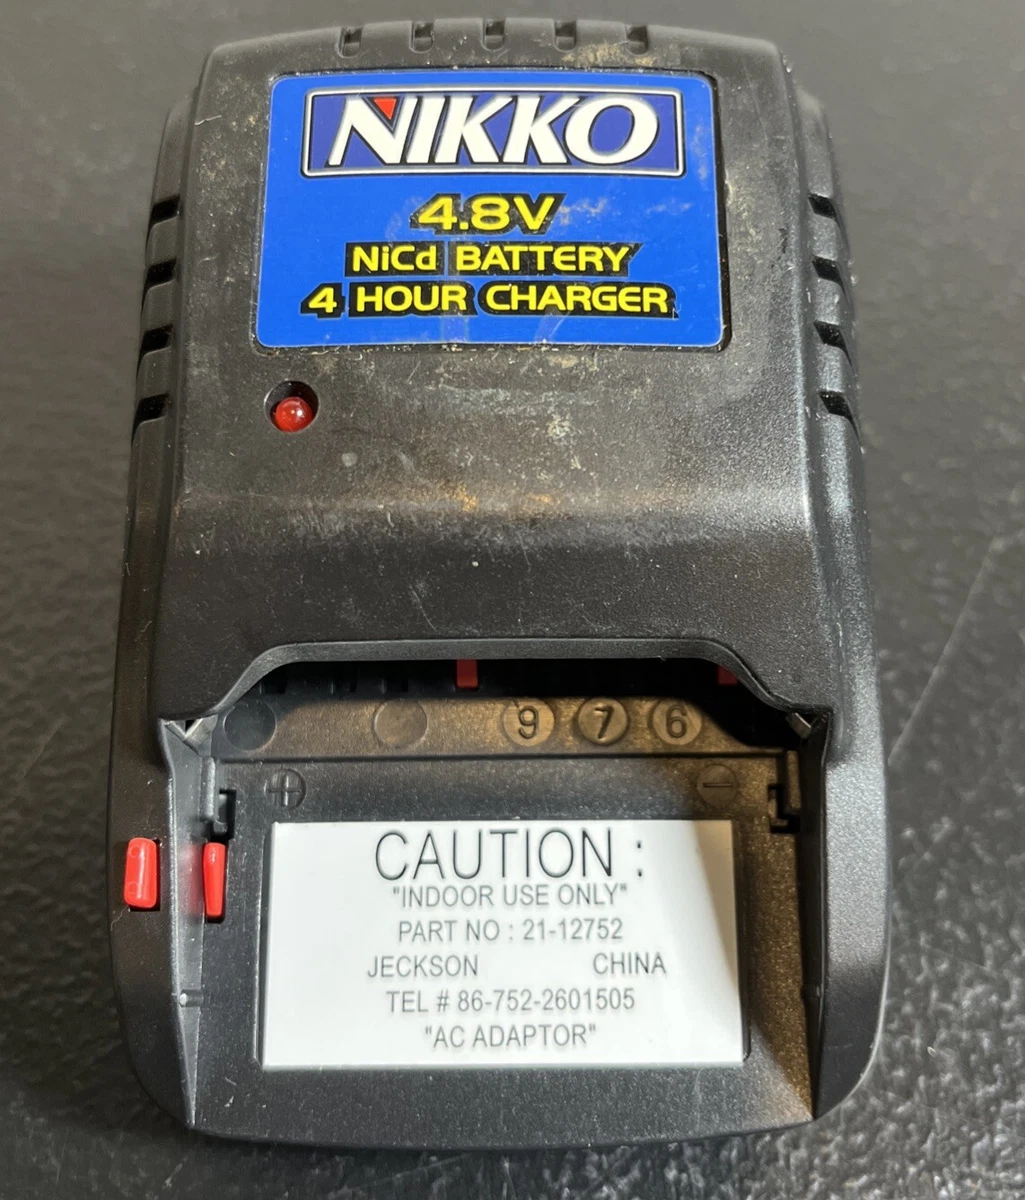 NIKKO
4.8V
NiCd BATTERY
4 HOUR CHARGER
9 7 6
+ -
CAUTION :
"INDOOR USE ONLY"
PART NO : 21-12752
JECKSON CHINA
TEL # 86-752-2601505
"AC ADAPTOR"